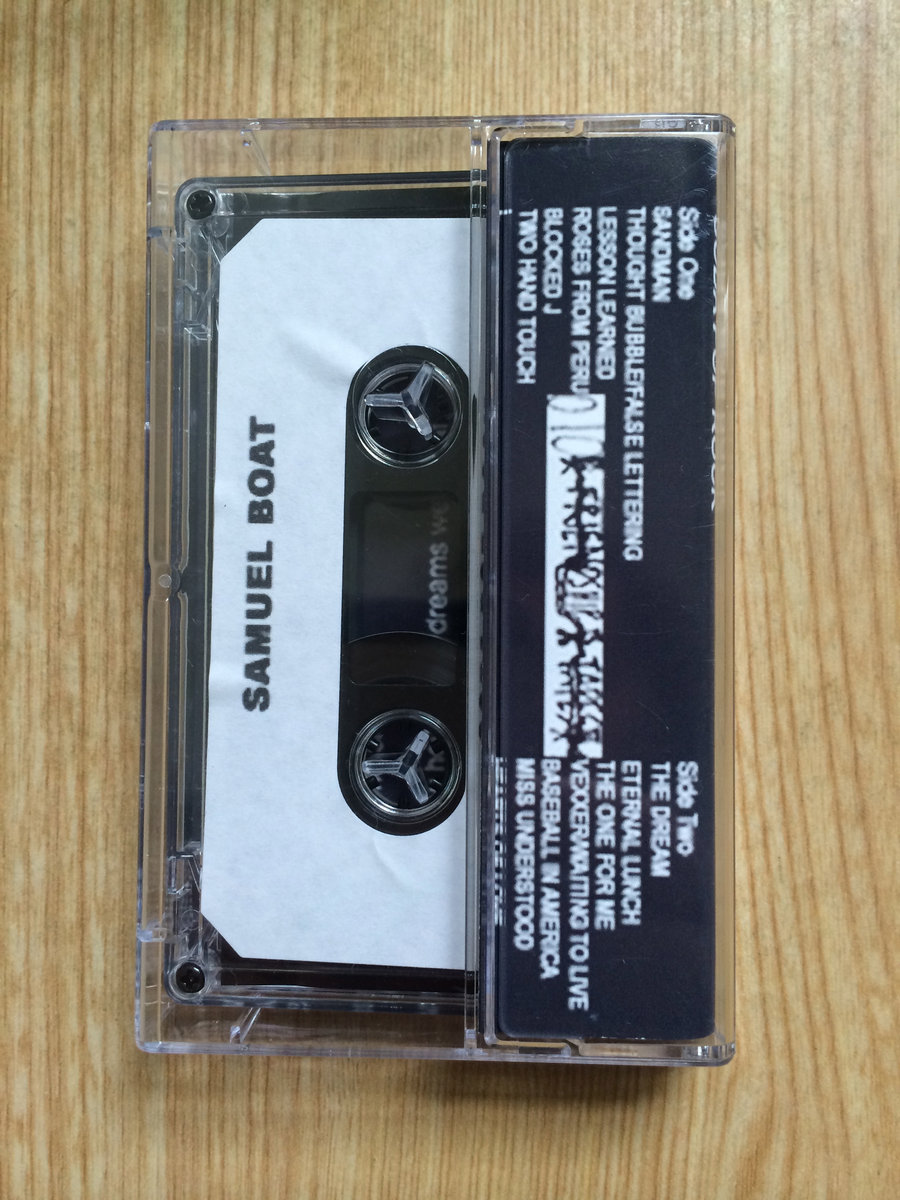 SAMUEL BOAT
dreams we
Side One
SANDMAN
THOUGHT BUBBLE/FALSE LETTERING
LESSON LEARNED
ROSES FROM PERU
BLOCKED J
TWO HAND TOUCH
Side Two
THE DREAM
ETERNAL LUNCH
THE ONE FOR ME
VEXXER/WAITING TO LIVE
BASEBALL IN AMERICA
MISS UNDERSTOOD